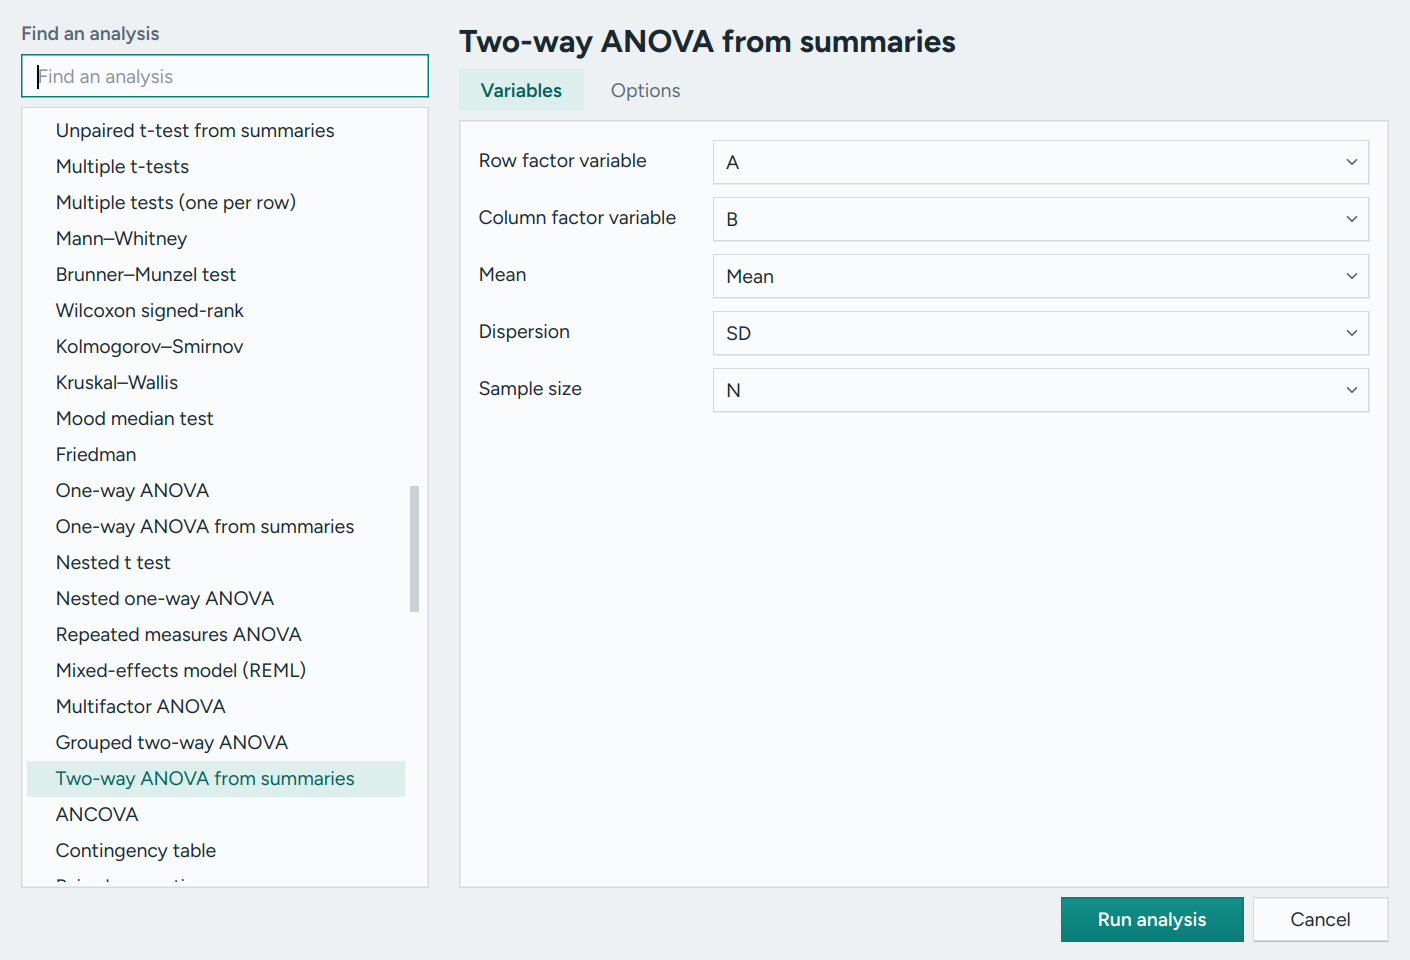 Find an analysis
Find an analysis
Unpaired t-test from summaries
Multiple t-tests
Multiple tests (one per row)
Mann–Whitney
Brunner–Munzel test
Wilcoxon signed-rank
Kolmogorov–Smirnov
Kruskal–Wallis
Mood median test
Friedman
One-way ANOVA
One-way ANOVA from summaries
Nested t test
Nested one-way ANOVA
Repeated measures ANOVA
Mixed-effects model (REML)
Multifactor ANOVA
Grouped two-way ANOVA
Two-way ANOVA from summaries
ANCOVA
Contingency table
Two-way ANOVA from summaries
Variables Options
Row factor variable A
Column factor variable B
Mean Mean
Dispersion SD
Sample size N
Run analysis Cancel